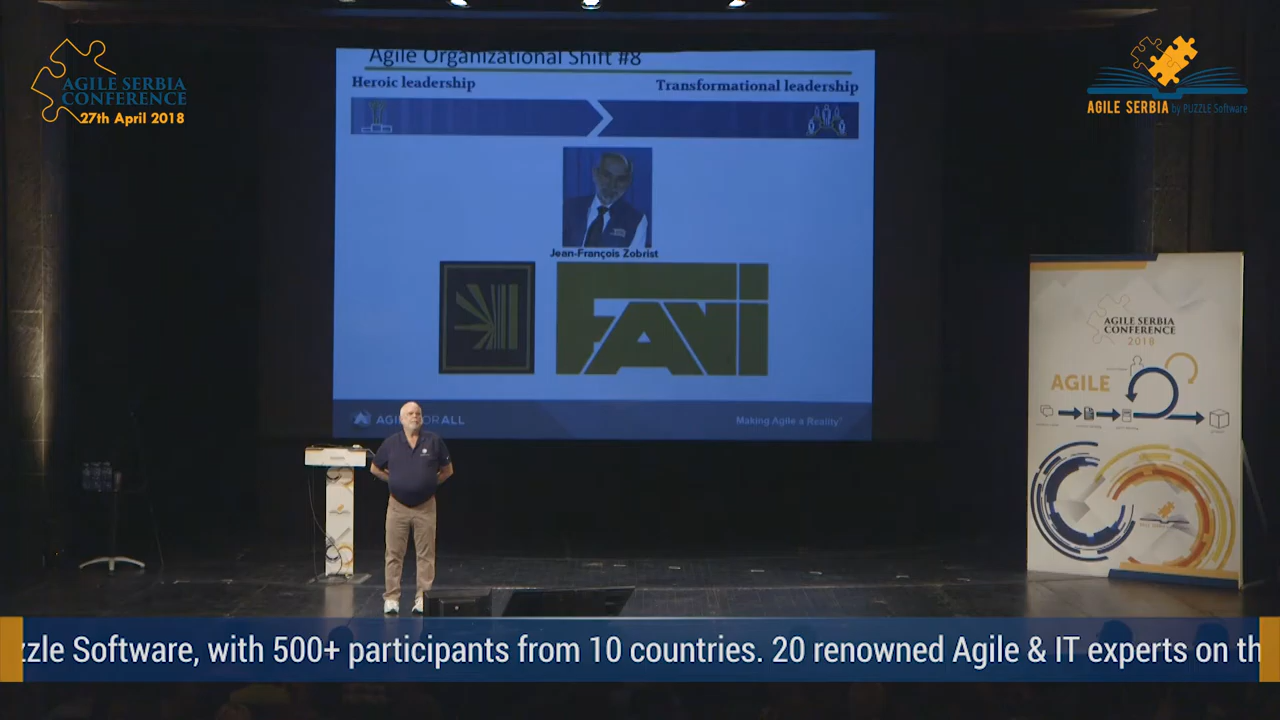 AGILE SERBIA
CONFERENCE
27th April 2018
AGILE SERBIA by PUZZLE Software
Agile Organizational Shift #8
Heroic leadership
Transformational leadership
Jean-François Zobrist
FAVI
AGILE FOR ALL
Making Agile a Reality
AGILE SERBIA
CONFERENCE
2018
AGILE
zzle Software, with 500+ participants from 10 countries. 20 renowned Agile & IT experts on th